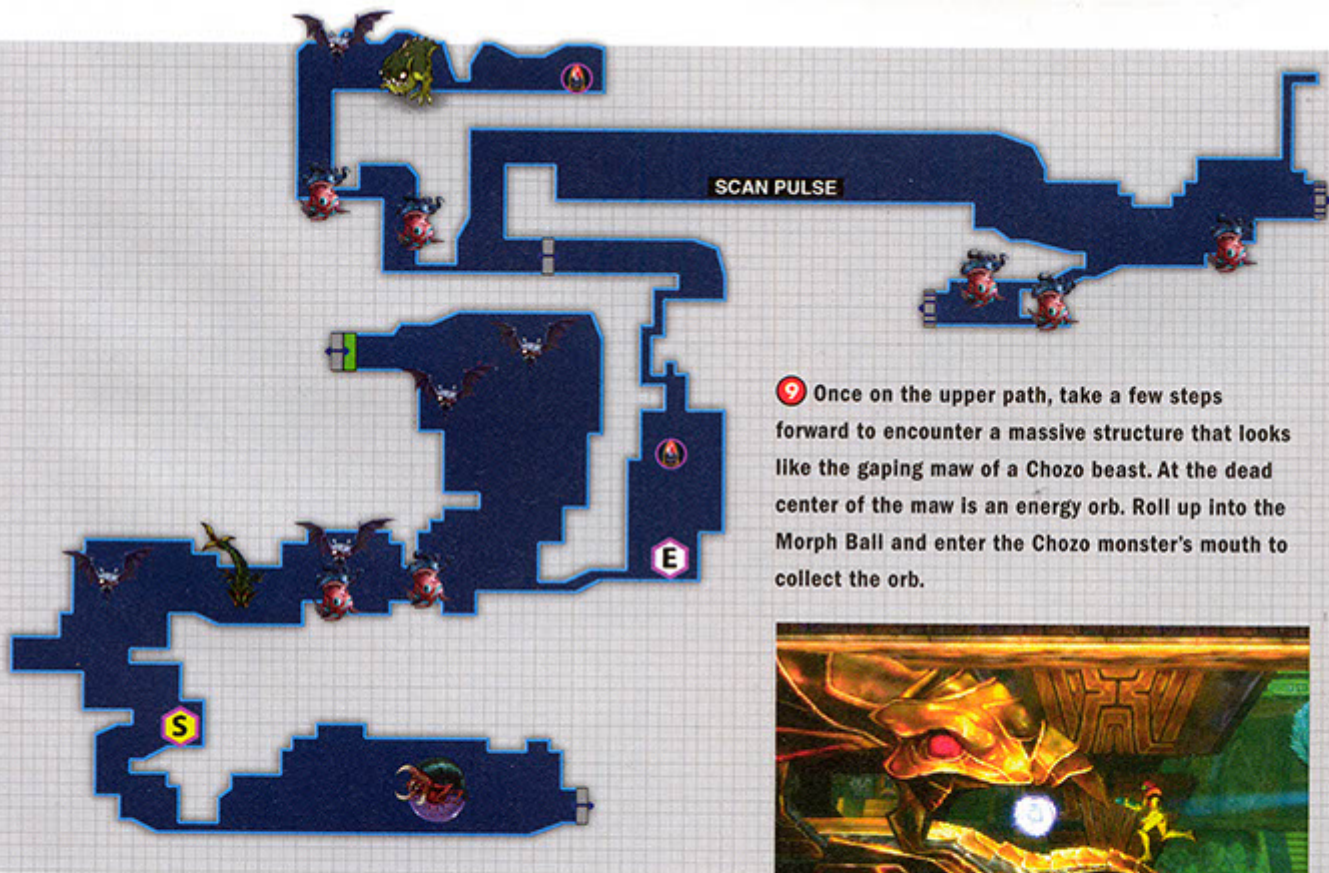 SCAN PULSE
E
S
9 Once on the upper path, take a few steps
forward to encounter a massive structure that looks
like the gaping maw of a Chozo beast. At the dead
center of the maw is an energy orb. Roll up into the
Morph Ball and enter the Chozo monster's mouth to
collect the orb.